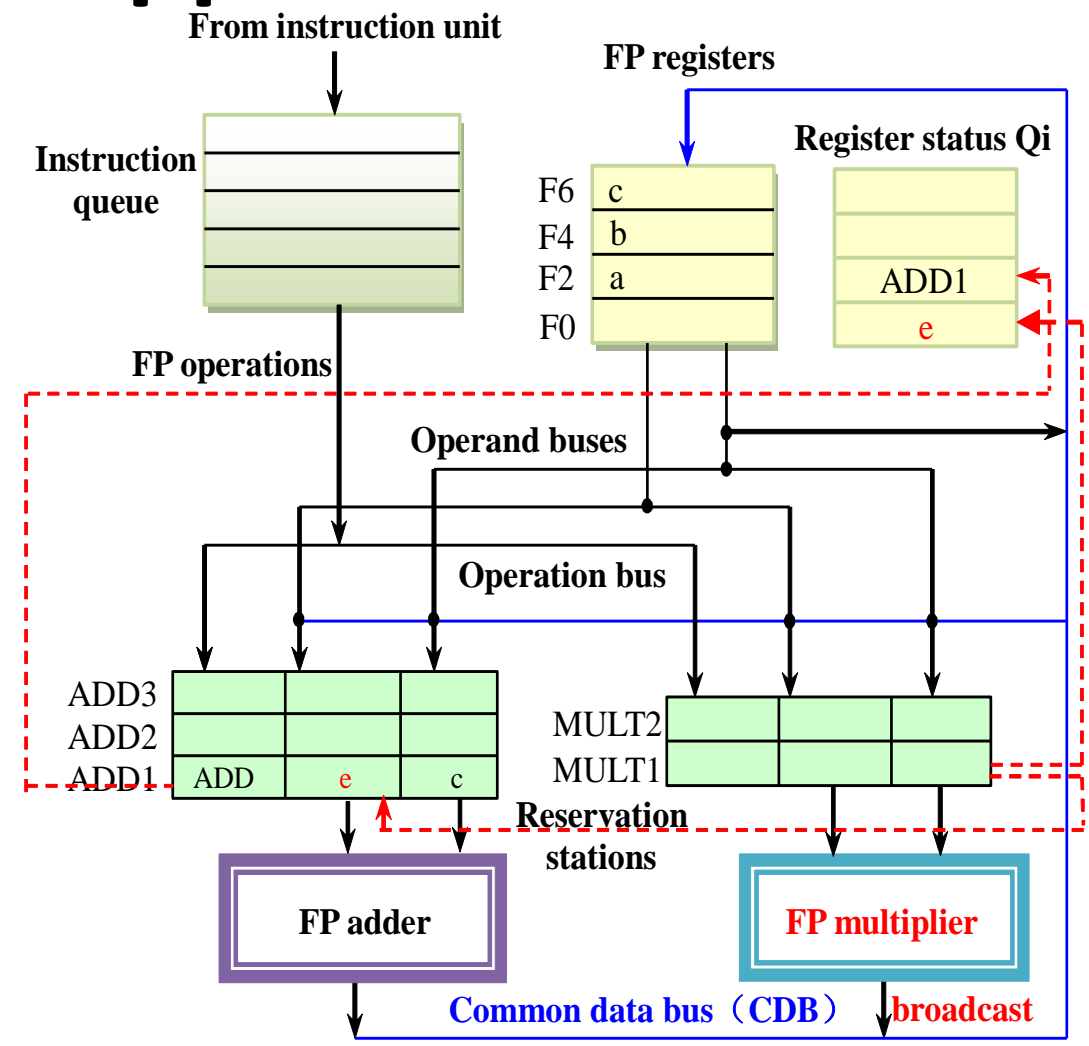 From instruction unit
FP registers
Register status Qi
Instruction
queue
F6 c
F4 b
F2 a
ADD1
F0
e
FP operations
Operand buses
Operation bus
ADD3
ADD2
ADD1 ADD e c
MULT2
MULT1
Reservation
stations
FP adder
FP multiplier
Common data bus（CDB）
broadcast